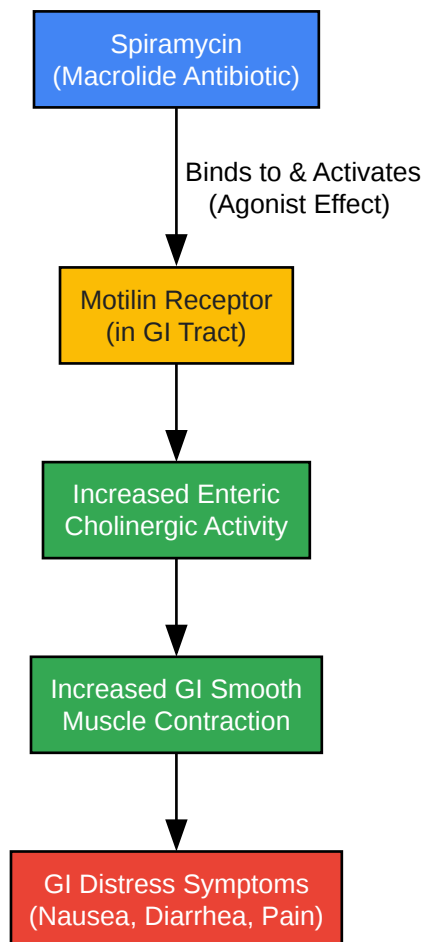 Spiramycin
(Macrolide Antibiotic)
Binds to & Activates
(Agonist Effect)
Motilin Receptor
(in GI Tract)
Increased Enteric
Cholinergic Activity
Increased GI Smooth
Muscle Contraction
GI Distress Symptoms
(Nausea, Diarrhea, Pain)